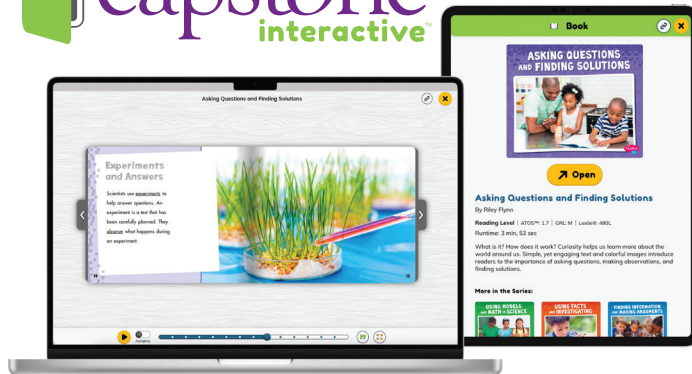 capstone
interactive™
Asking Questions and Finding Solutions
Experiments
and Answers
Scientists use experiments to
help answer questions. An
experiment is a test that has
been carefully planned. They
observe what happens during
an experiment.
Autoplay
Book
ASKING QUESTIONS
AND FINDING SOLUTIONS
Open
Asking Questions and Finding Solutions
By Riley Flynn
Reading Level | ATOS™: 1.7 | GRL: M | Lexile®: 480L
Runtime: 3 min, 53 sec
What is it? How does it work? Curiosity helps us learn more about the
world around us. Simple, yet engaging text and colorful images introduce
readers to the importance of asking questions, making observations, and
finding solutions.
More in the Series:
USING MODELS
AND MATH IN SCIENCE
USING FACTS
AND INVESTIGATING
FINDING INFORMATION
AND MAKING ARGUMENTS